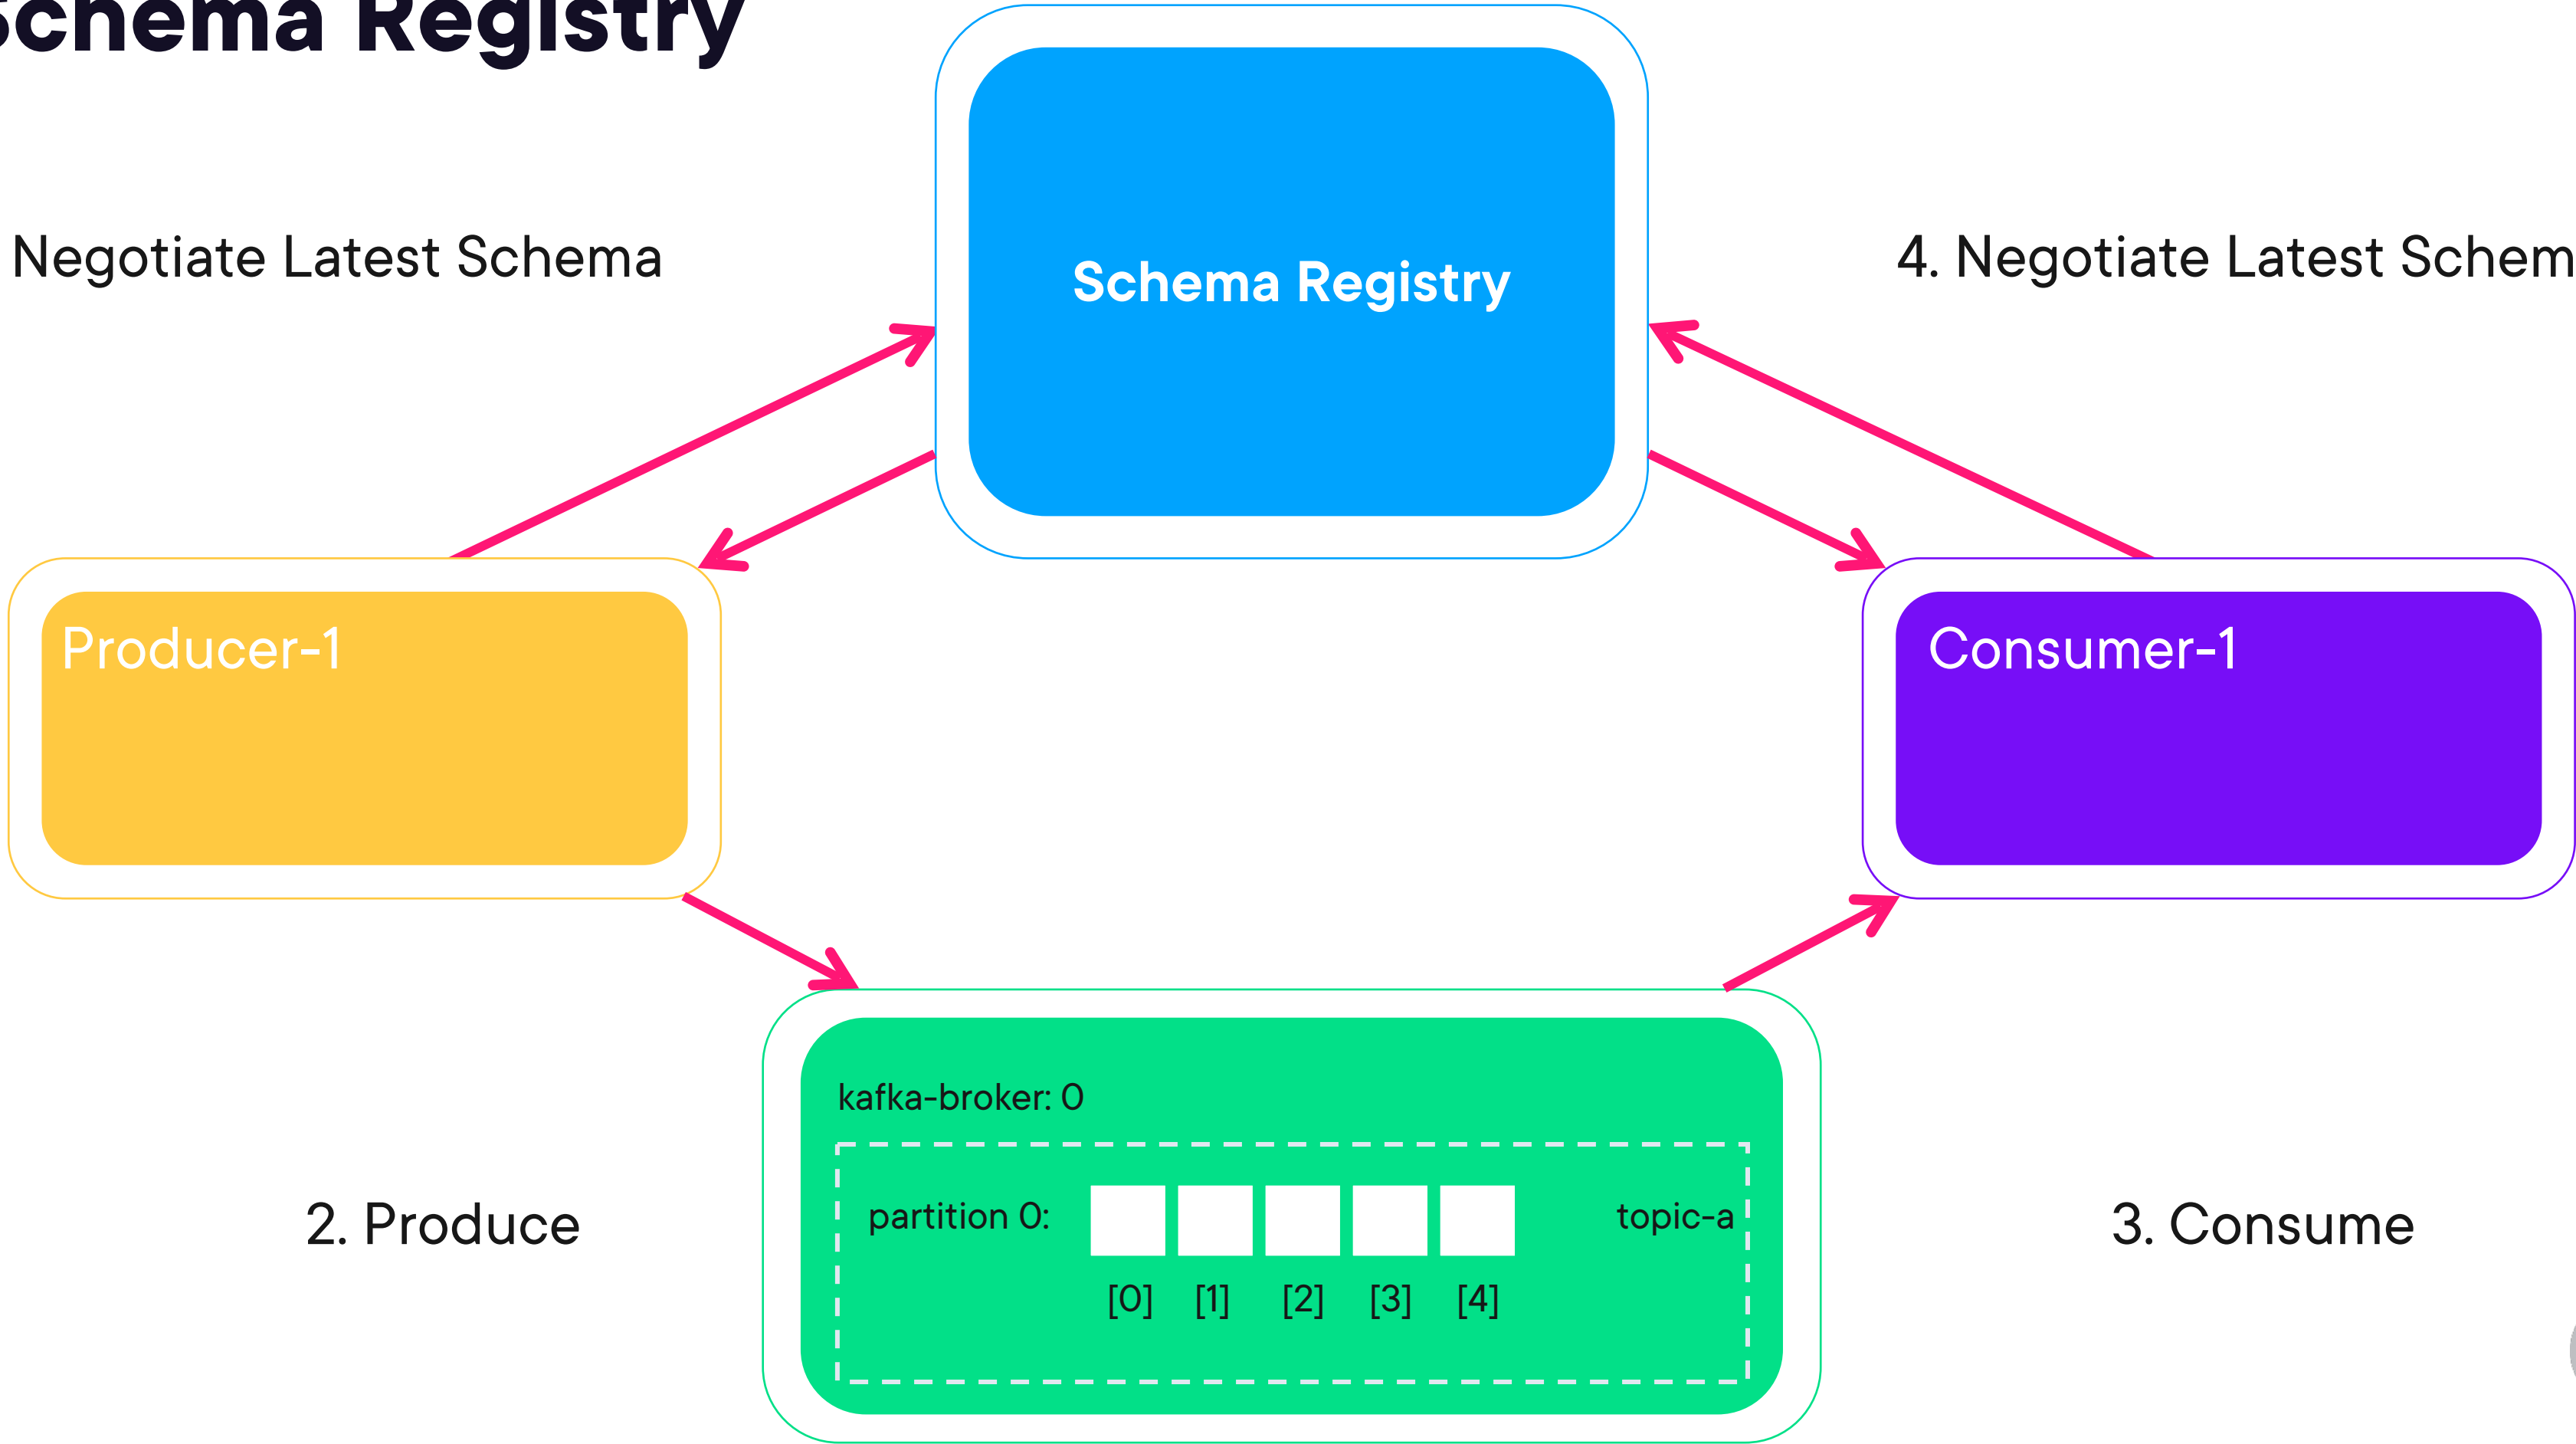 Schema Registry
Negotiate Latest Schema
Schema Registry
4. Negotiate Latest Schem
Producer-1
Consumer-1
kafka-broker: 0
partition 0:
topic-a
[0] [1] [2] [3] [4]
2. Produce
3. Consume